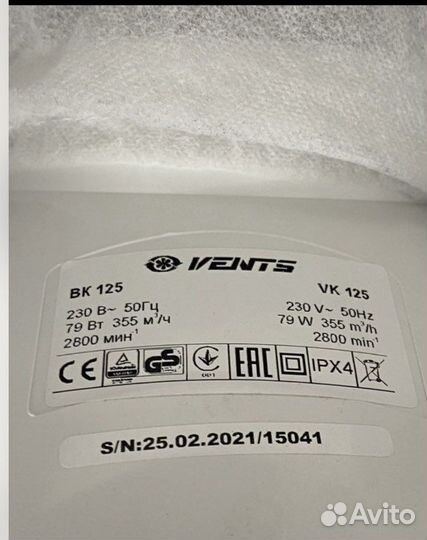 VENTS
ВК 125
230 В~ 50Гц
79 Вт 355 м³/ч
2800 мин⁻¹
VK 125
230 V~ 50Hz
79 W 355 m³/h
2800 min⁻¹
CE GS EAC IPX4
S/N:25.02.2021/15041
Avito